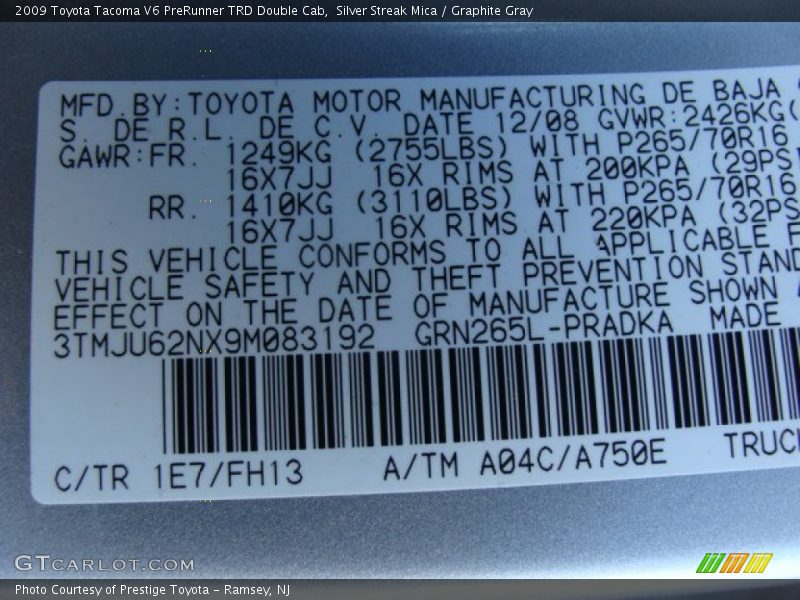 2009 Toyota Tacoma V6 PreRunner TRD Double Cab,  Silver Streak Mica / Graphite Gray
MFD.BY:TOYOTA MOTOR MANUFACTURING DE BAJA
S. DE R.L. DE C.V. DATE 12/08 GVWR:2426KG(
GAWR:FR. 1249KG (2755LBS) WITH P265/70R16
16X7JJ 16X RIMS AT 200KPA (29PS
RR. 1410KG (3110LBS) WITH P265/70R16
16X7JJ 16X RIMS AT 220KPA (32PS
THIS VEHICLE CONFORMS TO ALL APPLICABLE F
VEHICLE SAFETY AND THEFT PREVENTION STAND
EFFECT ON THE DATE OF MANUFACTURE SHOWN
3TMJU62NX9M083192 GRN265L-PRADKA MADE
C/TR 1E7/FH13 A/TM A04C/A750E TRUCK
GTCARLOT.COM
Photo Courtesy of Prestige Toyota - Ramsey, NJ